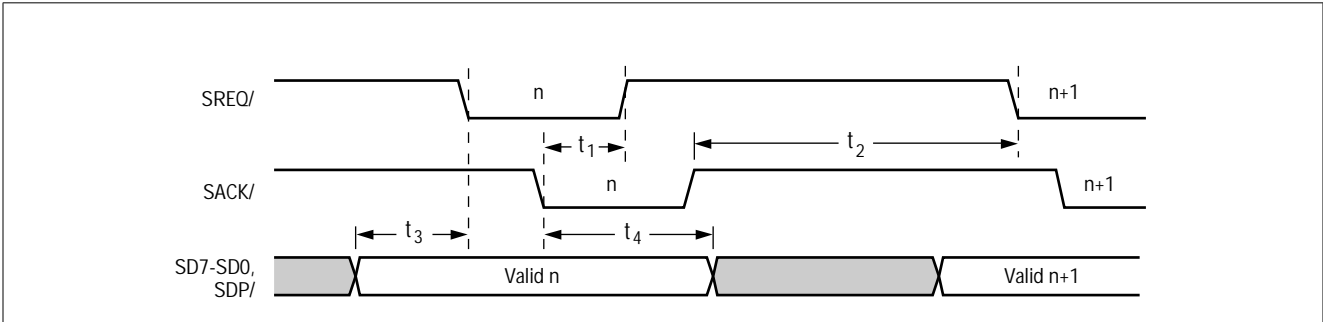 SREQ/
n
n+1
t1
t2
SACK/
n
n+1
t3
t4
SD7-SD0,
SDP/
Valid n
Valid n+1